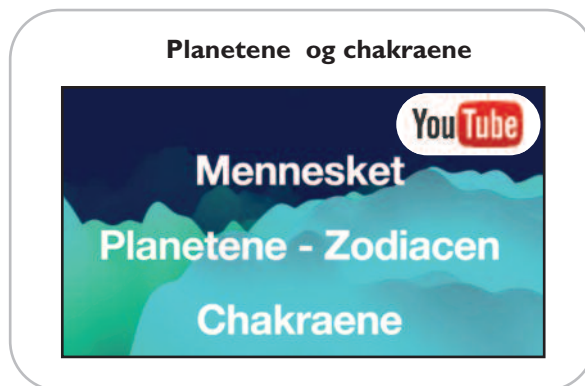 Planetene og chakraene
YouTube
Mennesket
Planetene - Zodiacen
Chakraene